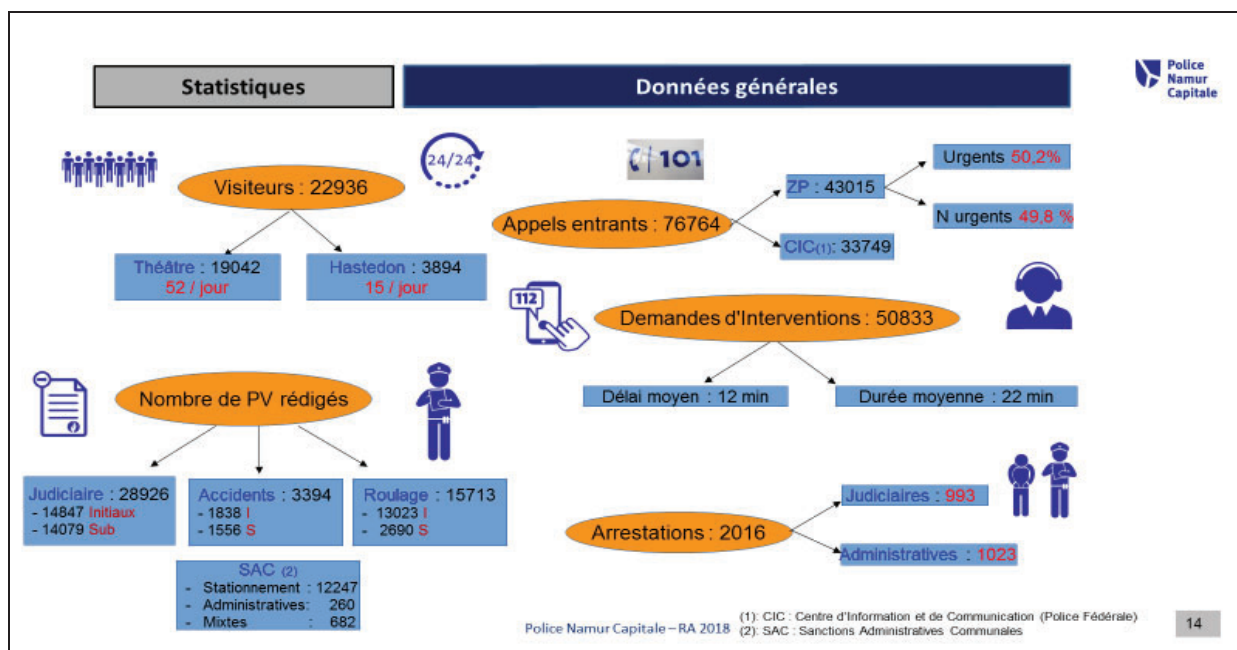 Statistiques
Données générales
Police
Namur
Capitale
Visiteurs : 22936
24/24
Théâtre : 19042
52 / jour
Hastedon : 3894
15 / jour
101
Appels entrants : 76764
ZP : 43015
Urgents 50,2%
N urgents 49,8 %
CIC(1): 33749
112
Demandes d'Interventions : 50833
Délai moyen : 12 min
Durée moyenne : 22 min
Nombre de PV rédigés
Judiciaire : 28926
- 14847 Initiaux
- 14079 Sub
Accidents : 3394
- 1838 I
- 1556 S
Roulage : 15713
- 13023 I
- 2690 S
SAC (2)
- Stationnement : 12247
- Administratives: 260
- Mixtes : 682
Arrestations : 2016
Judiciaires : 993
Administratives : 1023
Police Namur Capitale – RA 2018
(1): CIC : Centre d'Information et de Communication (Police Fédérale)
(2): SAC : Sanctions Administratives Communales
14